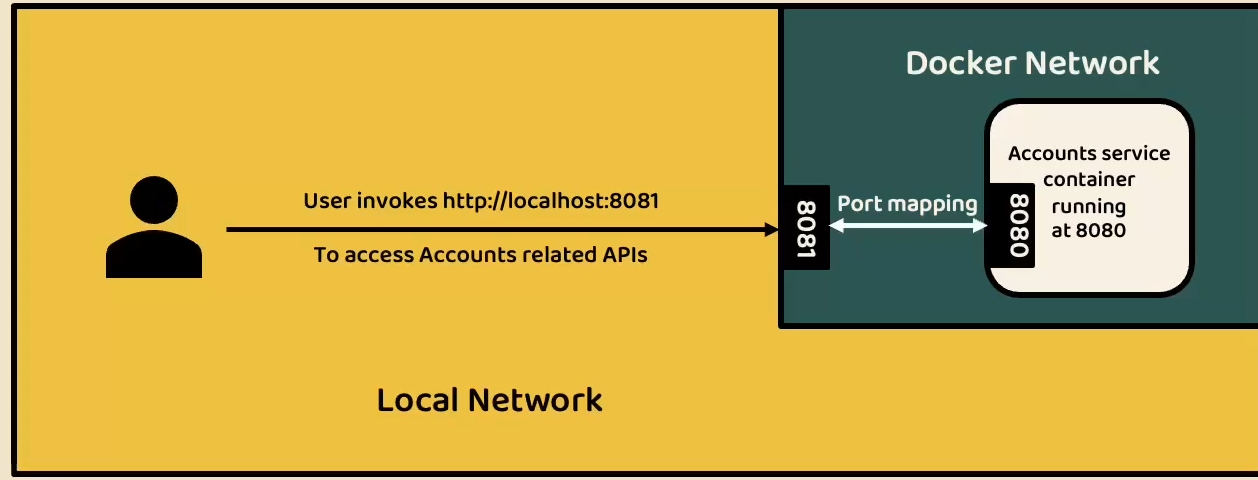 Docker Network
Accounts service
container
running
at 8080
User invokes http://localhost:8081
To access Accounts related APIs
8081
Port mapping
8080
Local Network